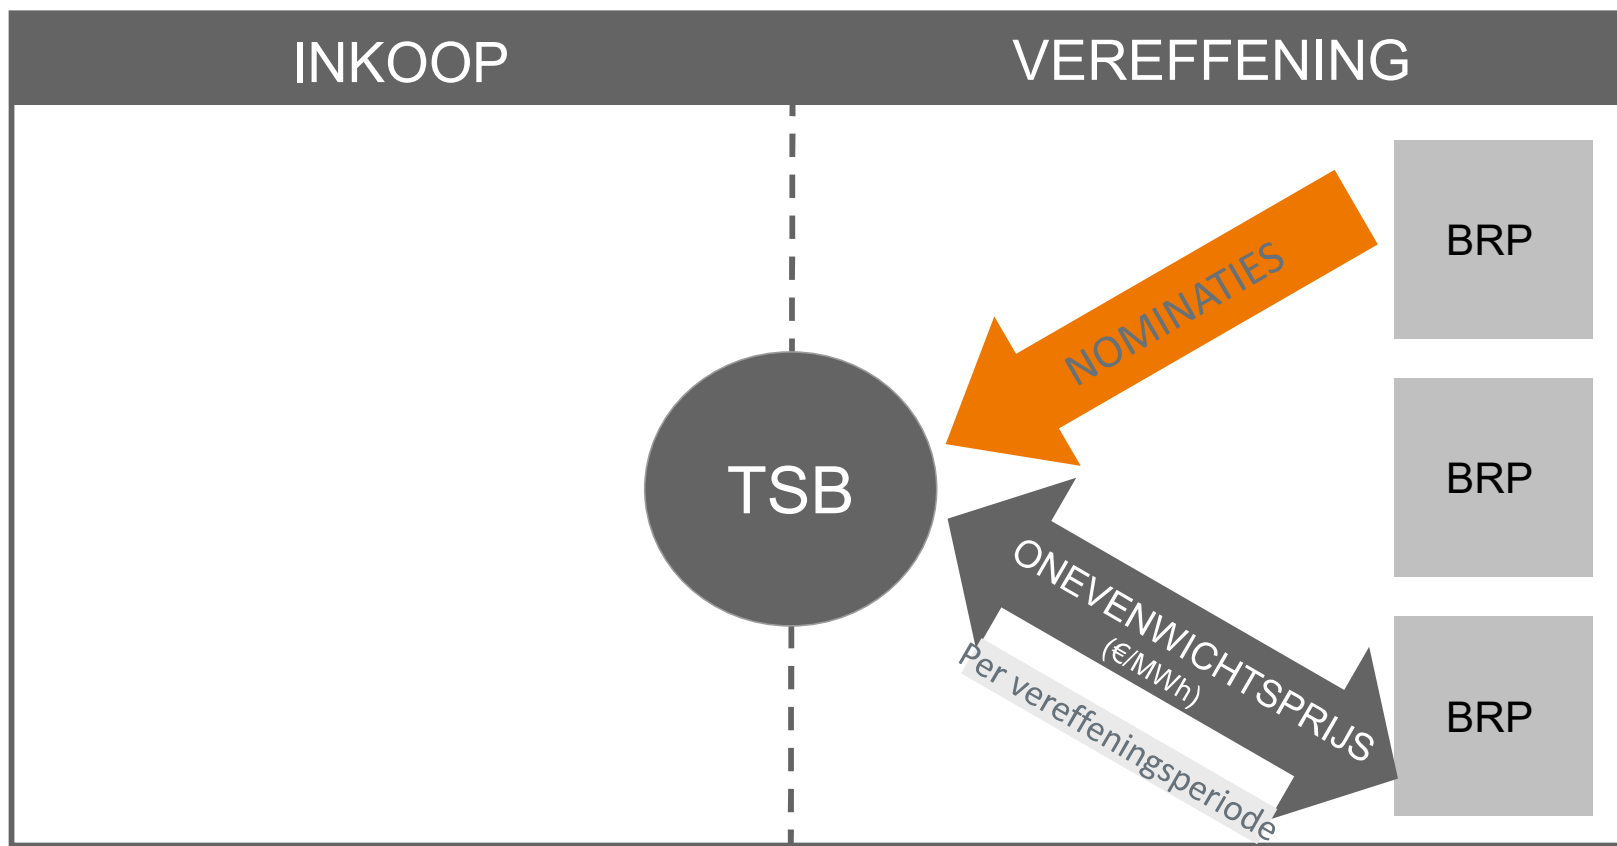 INKOOP
VEREFFENING
BRP
NOMINATIES
BRP
TSB
ONEVENWICHTSPRIJS
(€/MWh)
Per vereffeningsperiode
BRP